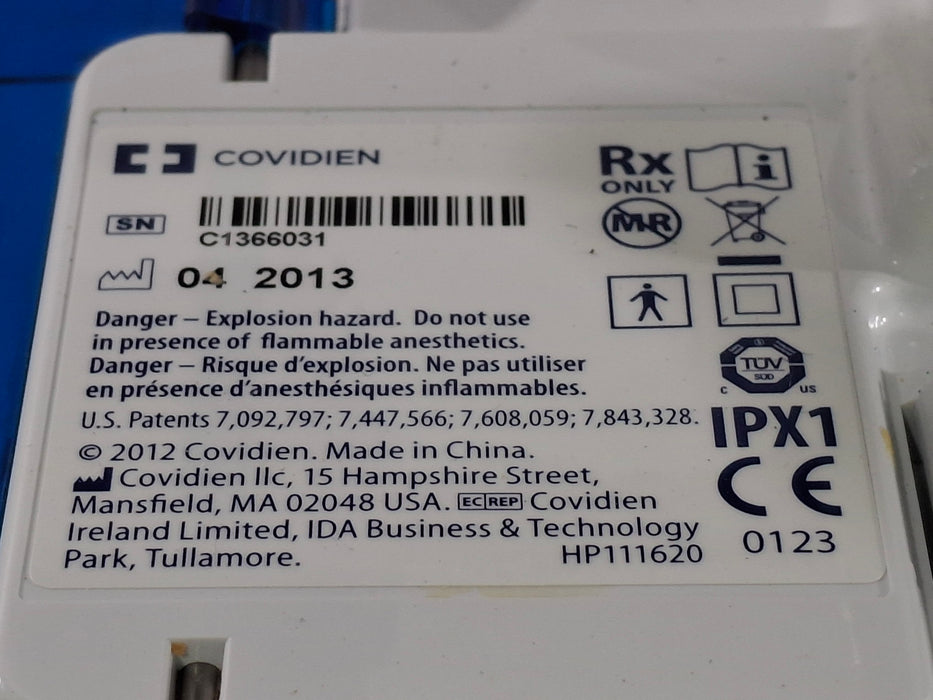 COVIDIEN
Rx
ONLY
i
SN
C1366031
MR
04 2013
Danger – Explosion hazard. Do not use
in presence of flammable anesthetics.
Danger – Risque d'explosion. Ne pas utiliser
en présence d'anesthésiques inflammables.
TÜV
SÜD
c us
U.S. Patents 7,092,797; 7,447,566; 7,608,059; 7,843,328.
IPX1
© 2012 Covidien. Made in China.
Covidien llc, 15 Hampshire Street,
Mansfield, MA 02048 USA. EC REP Covidien
Ireland Limited, IDA Business & Technology
Park, Tullamore.
HP111620
CE
0123